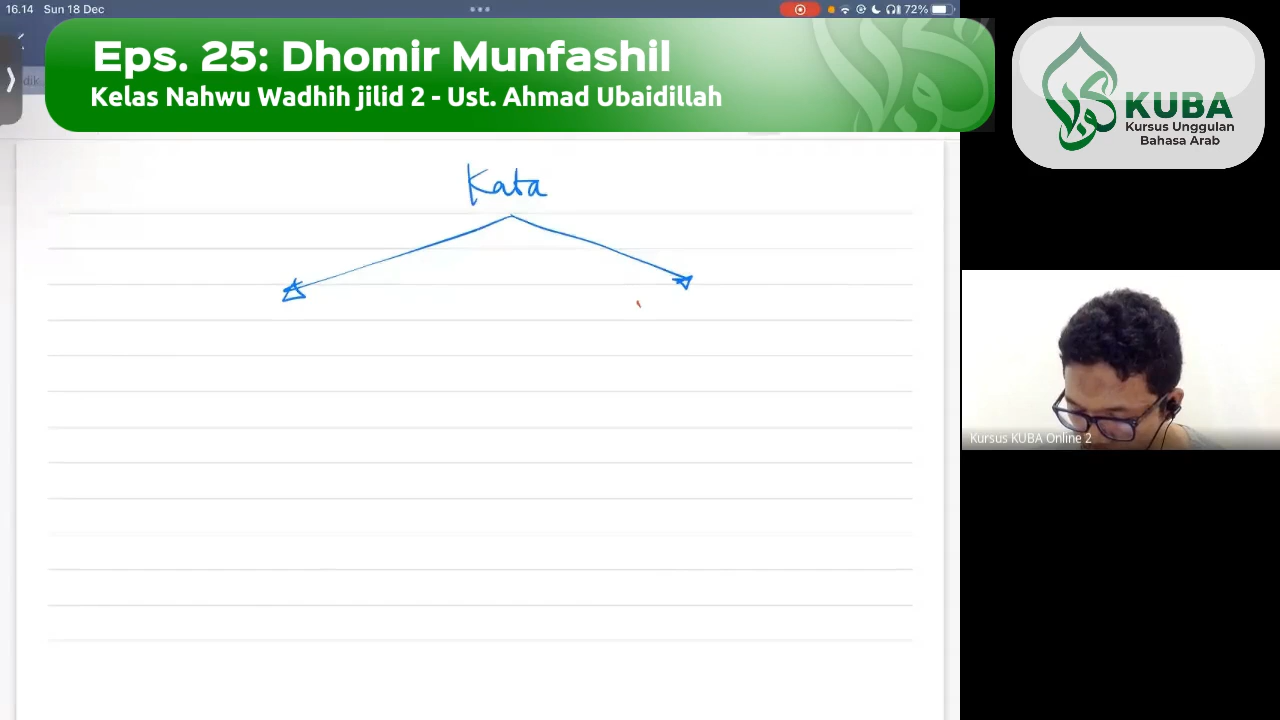 16.14 Sun 18 Dec
72%
Eps. 25: Dhomir Munfashil
Kelas Nahwu Wadhih jilid 2 - Ust. Ahmad Ubaidillah
KUBA
Kursus Unggulan
Bahasa Arab
Kata
Kursus KUBA Online 2